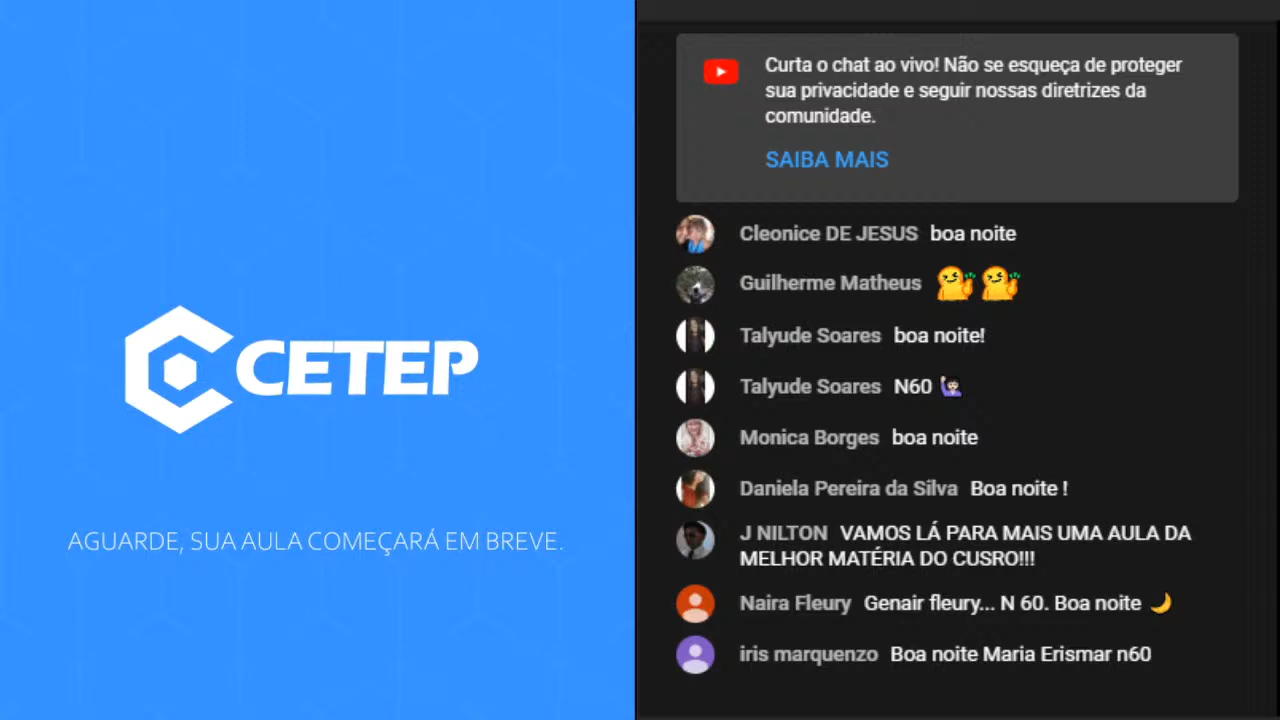 CETEP
AGUARDE, SUA AULA COMEÇARÁ EM BREVE.
Curta o chat ao vivo! Não se esqueça de proteger
sua privacidade e seguir nossas diretrizes da
comunidade.
SAIBA MAIS
Cleonice DE JESUS boa noite
Guilherme Matheus
Talyude Soares boa noite!
Talyude Soares N60 🙋🏻‍♀️
Monica Borges boa noite
Daniela Pereira da Silva Boa noite !
J NILTON VAMOS LÁ PARA MAIS UMA AULA DA
MELHOR MATÉRIA DO CUSRO!!!
Naira Fleury Genair fleury... N 60. Boa noite 🌙
iris marquenzo Boa noite Maria Erismar n60